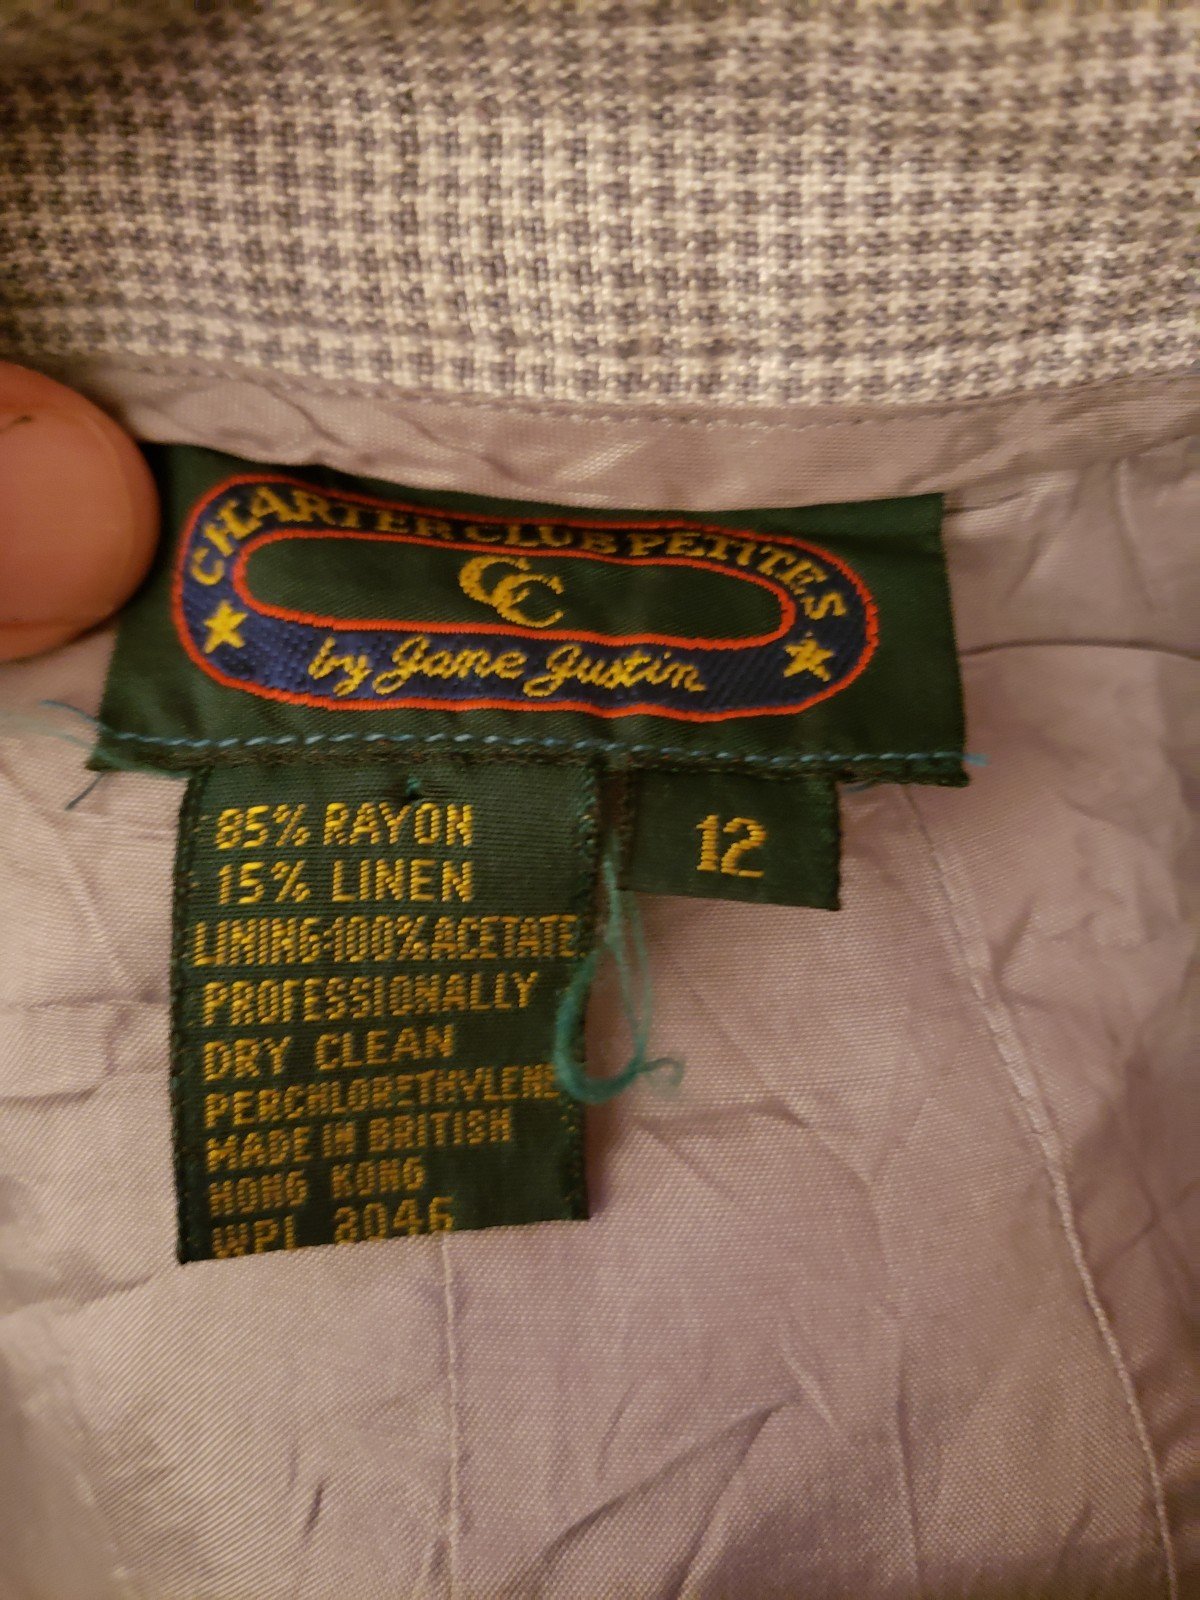 CHARTER CLUB PETITES
CC
by Jane Justin
12
85% RAYON
15% LINEN
LINING:100% ACETATE
PROFESSIONALLY
DRY CLEAN
PERCHLORETHYLENE
MADE IN BRITISH
HONG KONG
WPL 3046